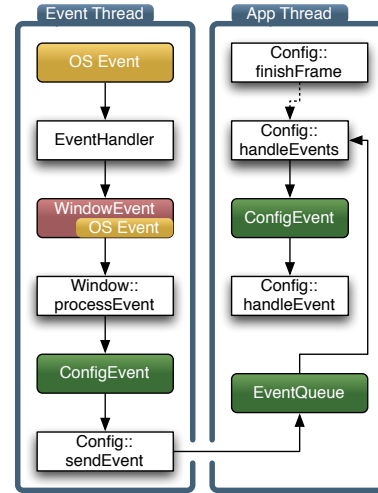 Event Thread
OS Event
EventHandler
WindowEvent
OS Event
Window::
processEvent
ConfigEvent
Config::
sendEvent
App Thread
Config::
finishFrame
Config::
handleEvents
ConfigEvent
Config::
handleEvent
EventQueue